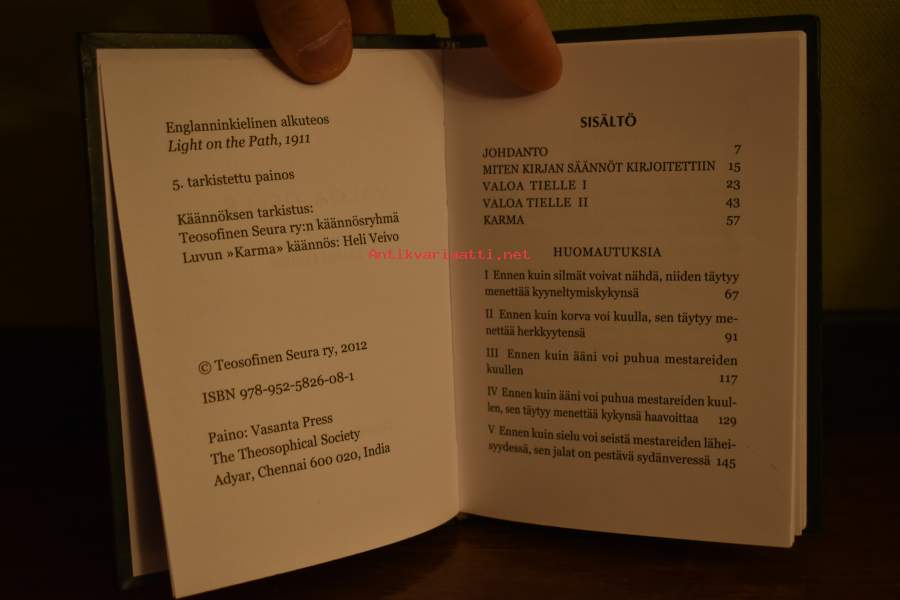 Englanninkielinen alkuteos
Light on the Path, 1911
5. tarkistettu painos
Käännöksen tarkistus:
Teosofinen Seura ry:n käännösryhmä
Luvun »Karma» käännös: Heli Veivo
© Teosofinen Seura ry, 2012
ISBN 978-952-5826-08-1
Paino: Vasanta Press
The Theosophical Society
Adyar, Chennai 600 020, India
SISÄLTÖ
JOHDANTO 7
MITEN KIRJAN SÄÄNNÖT KIRJOITETTIIN 15
VALOA TIELLE I 23
VALOA TIELLE II 43
KARMA 57
HUOMAUTUKSIA
I Ennen kuin silmät voivat nähdä, niiden täytyy
menettää kyyneltymiskykynsä 67
II Ennen kuin korva voi kuulla, sen täytyy me-
nettää herkkyytensä 91
III Ennen kuin ääni voi puhua mestareiden
kuullen 117
IV Ennen kuin ääni voi puhua mestareiden kuul-
len, sen täytyy menettää kykynsä haavoittaa 129
V Ennen kuin sielu voi seistä mestareiden lähei-
syydessä, sen jalat on pestävä sydänveressä 145
Antikvariaatti.net